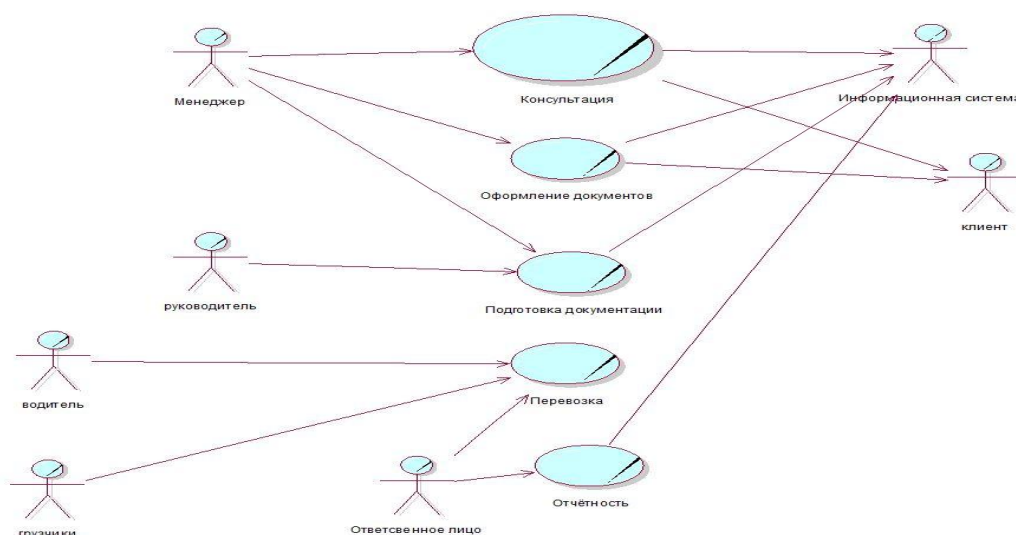 Менеджер
Консультация
Информационная система
Оформление документов
клиент
руководитель
Подготовка документации
водитель
Перевозка
грузчики
Ответсвенное лицо
Отчётность